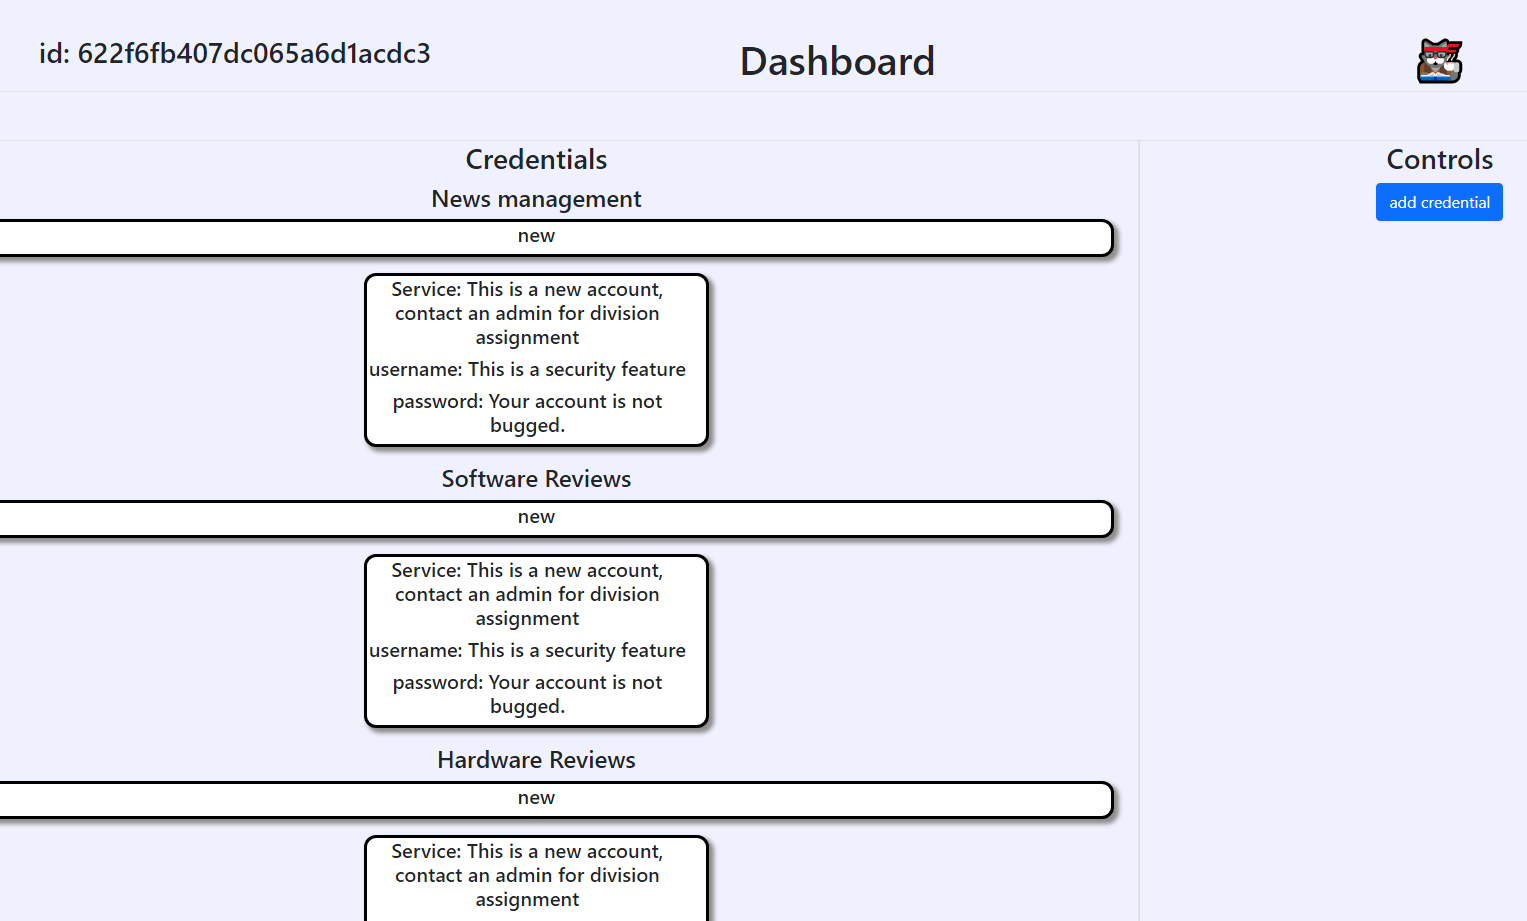 id: 622f6fb407dc065a6d1acdc3
Dashboard
Credentials
Controls
News management
add credential
new
Service: This is a new account,
contact an admin for division
assignment
username: This is a security feature
password: Your account is not
bugged.
Software Reviews
new
Service: This is a new account,
contact an admin for division
assignment
username: This is a security feature
password: Your account is not
bugged.
Hardware Reviews
new
Service: This is a new account,
contact an admin for division
assignment